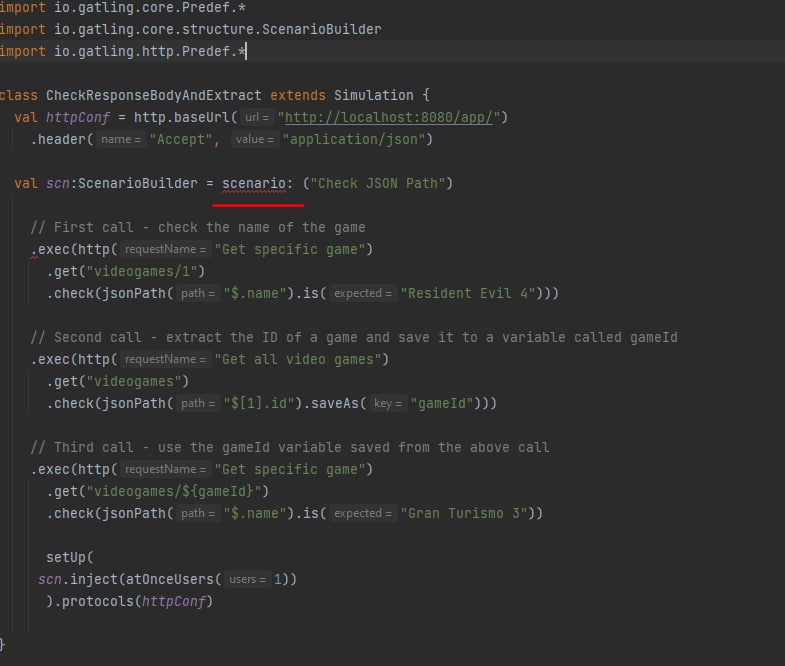 import io.gatling.core.Predef.*
import io.gatling.core.structure.ScenarioBuilder
import io.gatling.http.Predef.*
class CheckResponseBodyAndExtract extends Simulation {
val httpConf = http.baseUrl( url = "http://localhost:8080/app/")
.header( name = "Accept", value = "application/json")
val scn:ScenarioBuilder = scenario: ("Check JSON Path")
// First call - check the name of the game
.exec(http( requestName = "Get specific game")
.get("videogames/1")
.check(jsonPath( path = "$.name").is( expected = "Resident Evil 4")))
// Second call - extract the ID of a game and save it to a variable called gameId
.exec(http( requestName = "Get all video games")
.get("videogames")
.check(jsonPath( path = "$[1].id").saveAs( key = "gameId")))
// Third call - use the gameId variable saved from the above call
.exec(http( requestName = "Get specific game")
.get("videogames/${gameId}")
.check(jsonPath( path = "$.name").is( expected = "Gran Turismo 3"))
setUp(
scn.inject(atOnceUsers( users = 1))
).protocols(httpConf)
}